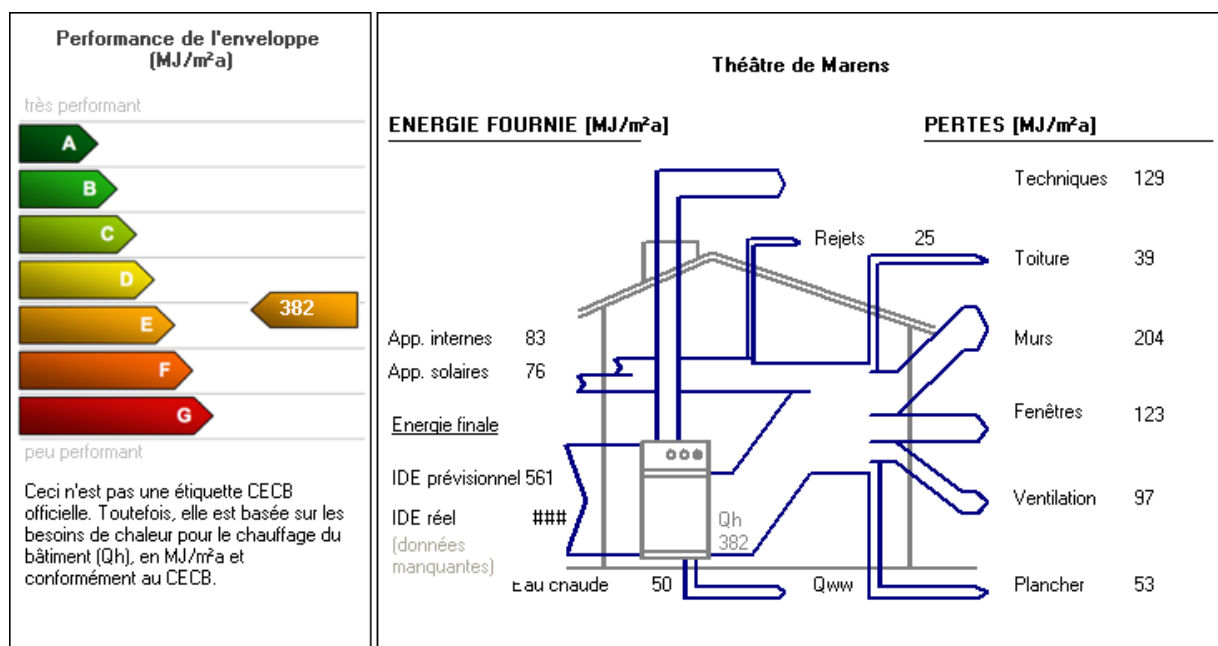 Performance de l'enveloppe
(MJ/m²a)
très performant
A
B
C
D
E
F
G
382
peu performant
Ceci n'est pas une étiquette CECB
officielle. Toutefois, elle est basée sur les
besoins de chaleur pour le chauffage du
bâtiment (Qh), en MJ/m²a et
conformément au CECB.
Théâtre de Marens
ENERGIE FOURNIE [MJ/m²a]
PERTES [MJ/m²a]
Techniques 129
Rejets 25
Toiture 39
App. internes 83
Murs 204
App. solaires 76
Energie finale
Fenêtres 123
IDE prévisionnel 561
Ventilation 97
IDE réel ###
(données
manquantes)
Qh
382
Eau chaude 50
Qww
Plancher 53